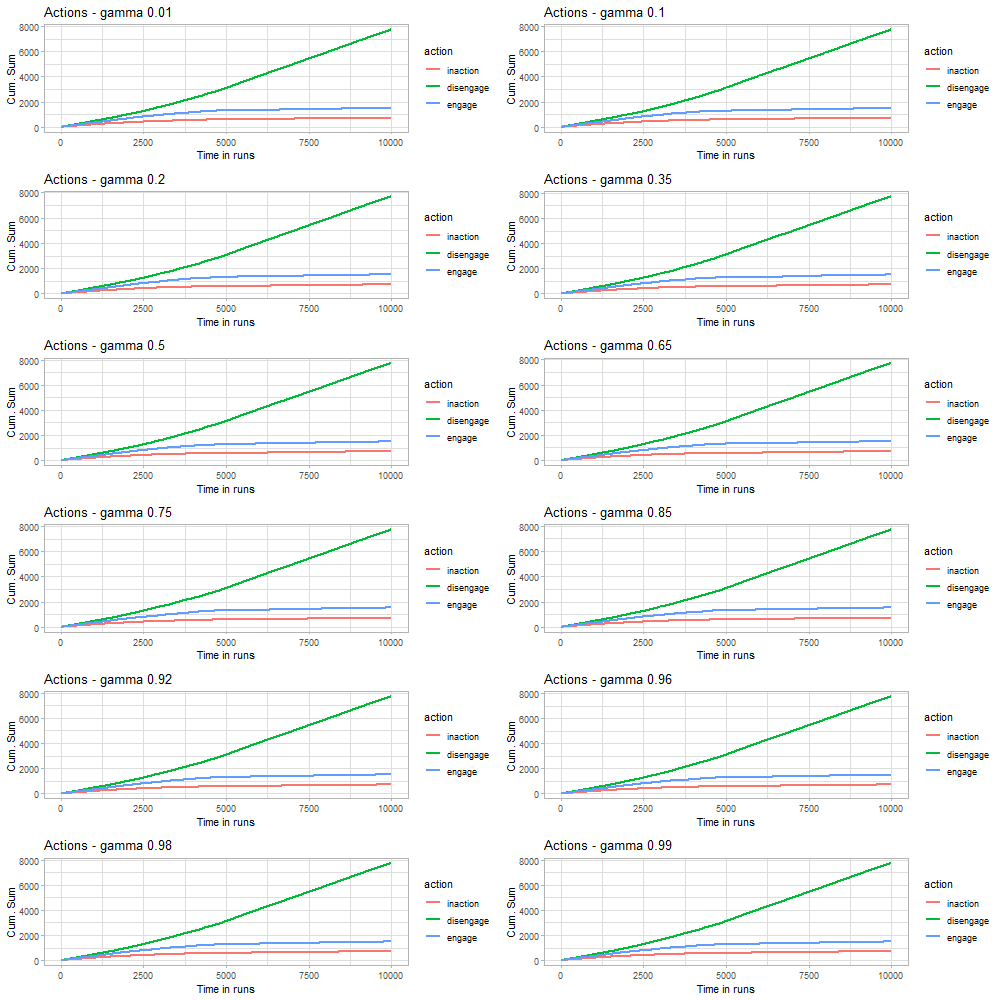 Actions - gamma 0.01
Cum. Sum
8000
6000
4000
2000
0
0 2500 5000 7500 10000
Time in runs
action
inaction
disengage
engage
Actions - gamma 0.1
Cum. Sum
8000
6000
4000
2000
0
0 2500 5000 7500 10000
Time in runs
action
inaction
disengage
engage
Actions - gamma 0.2
Cum. Sum
8000
6000
4000
2000
0
0 2500 5000 7500 10000
Time in runs
action
inaction
disengage
engage
Actions - gamma 0.35
Cum. Sum
8000
6000
4000
2000
0
0 2500 5000 7500 10000
Time in runs
action
inaction
disengage
engage
Actions - gamma 0.5
Cum. Sum
8000
6000
4000
2000
0
0 2500 5000 7500 10000
Time in runs
action
inaction
disengage
engage
Actions - gamma 0.65
Cum. Sum
8000
6000
4000
2000
0
0 2500 5000 7500 10000
Time in runs
action
inaction
disengage
engage
Actions - gamma 0.75
Cum. Sum
8000
6000
4000
2000
0
0 2500 5000 7500 10000
Time in runs
action
inaction
disengage
engage
Actions - gamma 0.85
Cum. Sum
8000
6000
4000
2000
0
0 2500 5000 7500 10000
Time in runs
action
inaction
disengage
engage
Actions - gamma 0.92
Cum. Sum
8000
6000
4000
2000
0
0 2500 5000 7500 10000
Time in runs
action
inaction
disengage
engage
Actions - gamma 0.96
Cum. Sum
8000
6000
4000
2000
0
0 2500 5000 7500 10000
Time in runs
action
inaction
disengage
engage
Actions - gamma 0.98
Cum. Sum
8000
6000
4000
2000
0
0 2500 5000 7500 10000
Time in runs
action
inaction
disengage
engage
Actions - gamma 0.99
Cum. Sum
8000
6000
4000
2000
0
0 2500 5000 7500 10000
Time in runs
action
inaction
disengage
engage